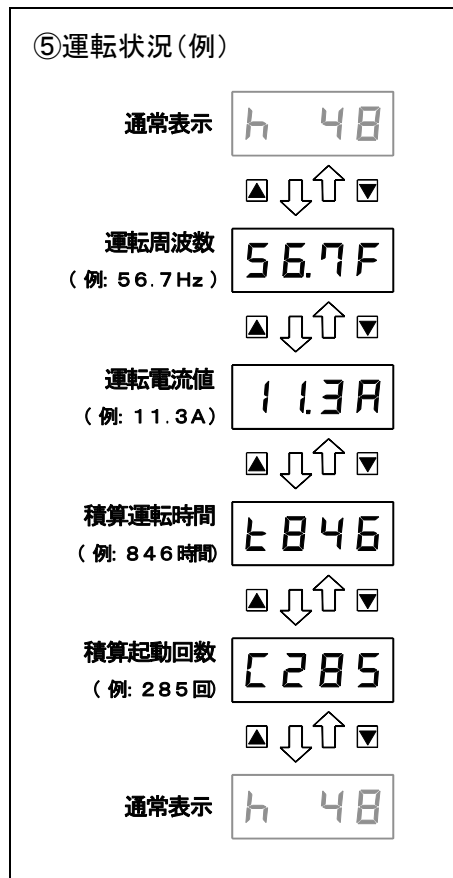 ⑤運転状況(例)
通常表示
h 48
▲ ▼
運転周波数
(例: 56.7Hz)
56.7F
▲ ▼
運転電流値
(例: 11.3A)
11.3A
▲ ▼
積算運転時間
(例: 846時間)
t846
▲ ▼
積算起動回数
(例: 285回)
C285
▲ ▼
通常表示
h 48